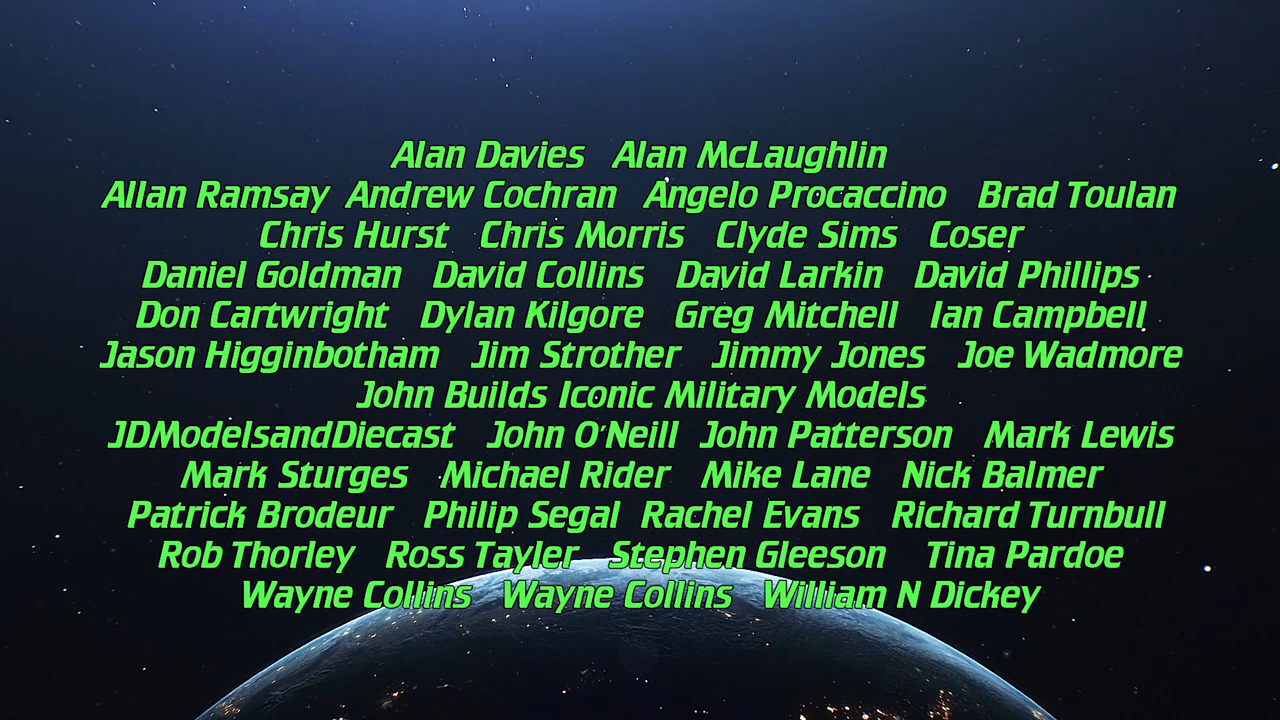 Alan Davies Alan McLaughlin
Allan Ramsay Andrew Cochran Angelo Procaccino Brad Toulan
Chris Hurst Chris Morris Clyde Sims Coser
Daniel Goldman David Collins David Larkin David Phillips
Don Cartwright Dylan Kilgore Greg Mitchell Ian Campbell
Jason Higginbotham Jim Strother Jimmy Jones Joe Wadmore
John Builds Iconic Military Models
JDModelsandDiecast John O'Neill John Patterson Mark Lewis
Mark Sturges Michael Rider Mike Lane Nick Balmer
Patrick Brodeur Philip Segal Rachel Evans Richard Turnbull
Rob Thorley Ross Tayler Stephen Gleeson Tina Pardoe
Wayne Collins Wayne Collins William N Dickey